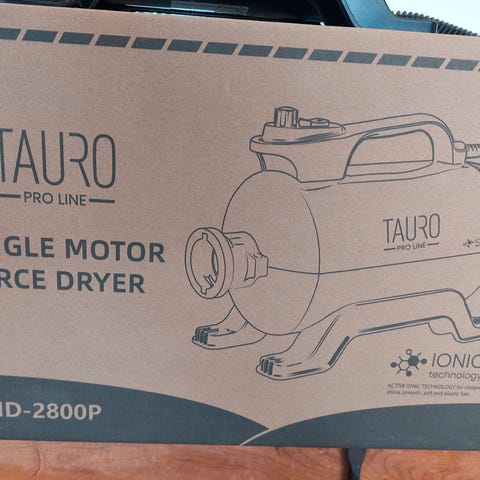 TAURO
PRO LINE
GLE MOTOR
RCE DRYER
TAURO
PRO LINE
IONIC
technology
ACTIVE IONIC TECHNOLOGY for instant
shine, smooth, soft and elastic hair.
HD-2800P